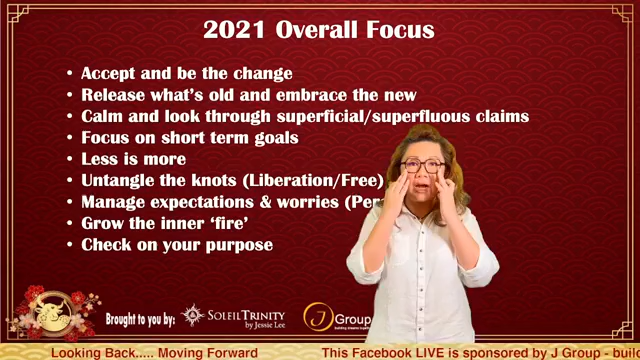 2021 Overall Focus
• Accept and be the change
• Release what's old and embrace the new
• Calm and look through superficial/superfluous claims
• Focus on short term goals
• Less is more
• Untangle the knots (Liberation/Free)
• Manage expectations & worries
• Grow the inner 'fire'
• Check on your purpose
Brought to you by:
SOLEILTRINITY
by Jessie Lee
J Group
Looking Back..... Moving Forward
This Facebook LIVE is sponsored by J Group -